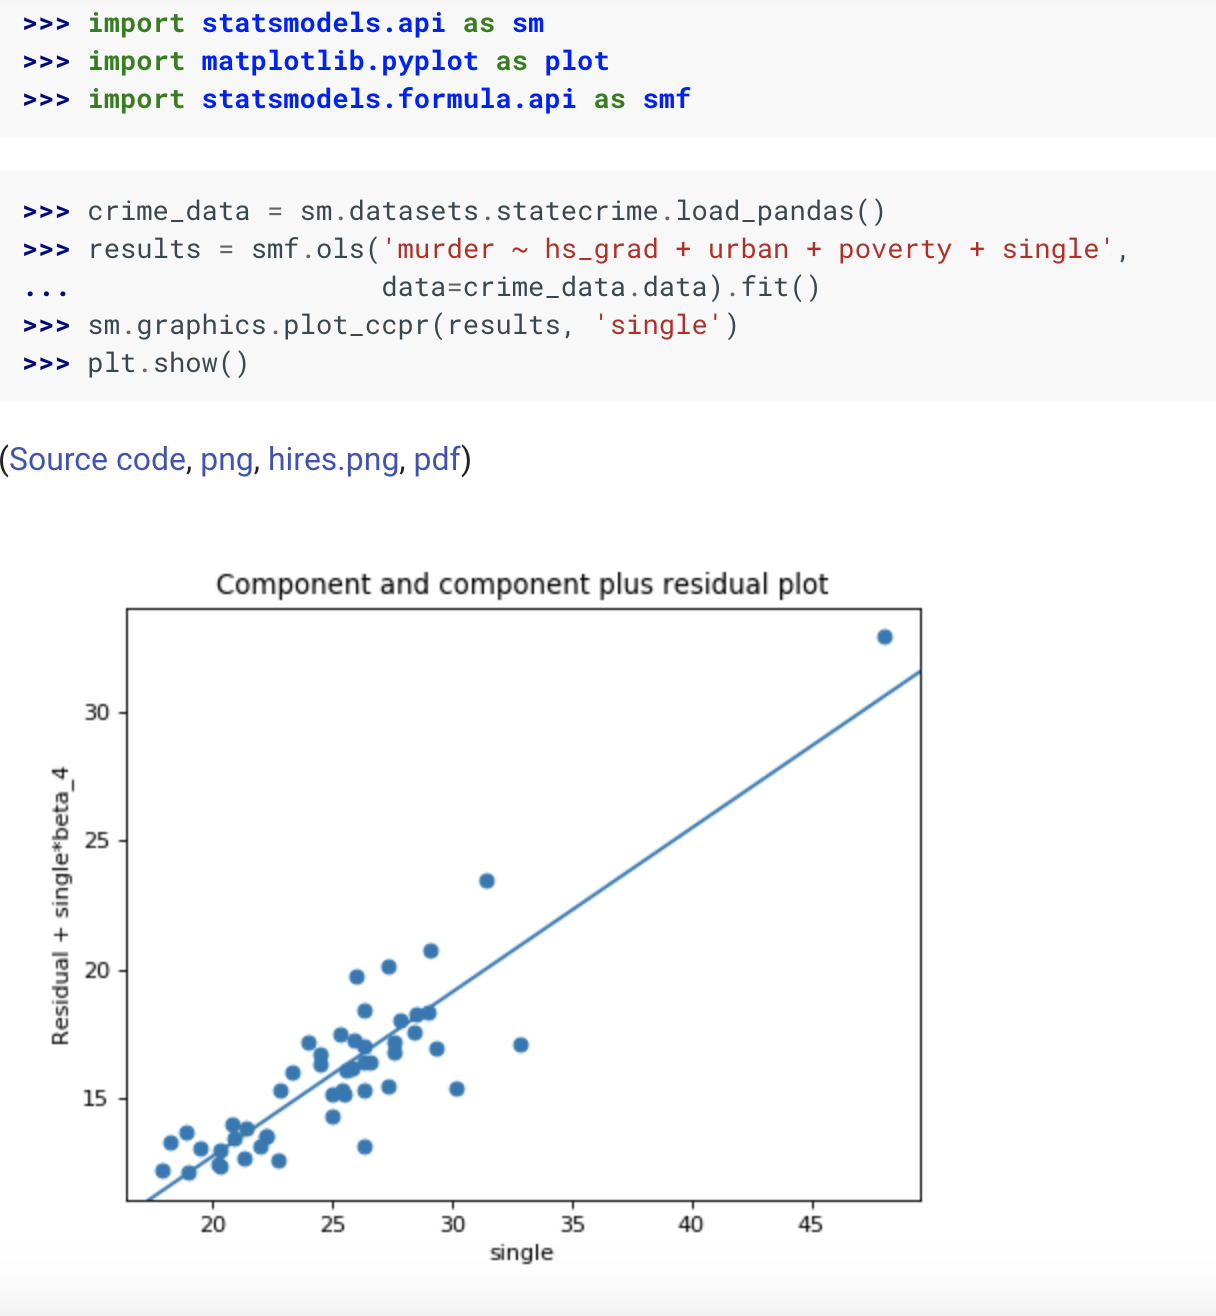 >>> import statsmodels.api as sm
>>> import matplotlib.pyplot as plot
>>> import statsmodels.formula.api as smf
>>> crime_data = sm.datasets.statecrime.load_pandas()
>>> results = smf.ols('murder ~ hs_grad + urban + poverty + single',
...                   data=crime_data.data).fit()
>>> sm.graphics.plot_ccpr(results, 'single')
>>> plt.show()
(Source code, png, hires.png, pdf)
Component and component plus residual plot
Residual + single*beta_4
30
25
20
15
20 25 30 35 40 45
single